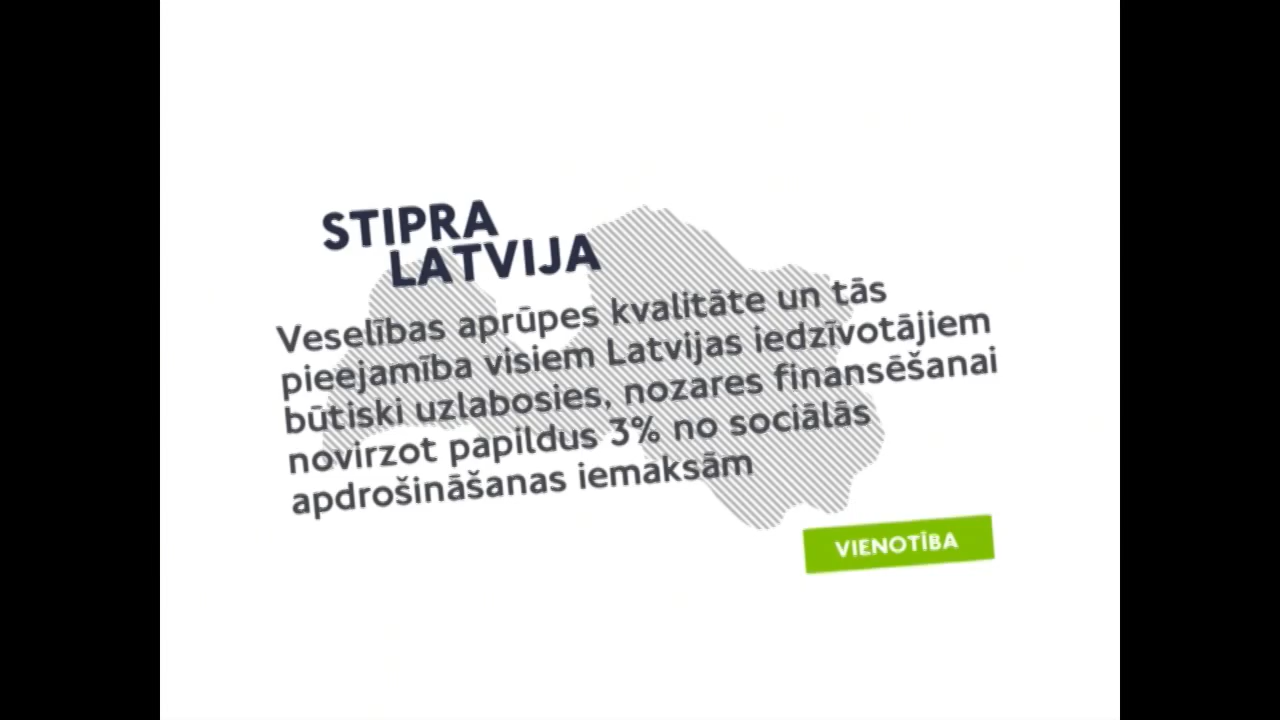 STIPRA
LATVIJA
Veselības aprūpes kvalitāte un tās
pieejamība visiem Latvijas iedzīvotājiem
būtiski uzlabosies, nozares finansēšanai
novirzot papildus 3% no sociālās
apdrošināšanas iemaksām
VIENOTĪBA